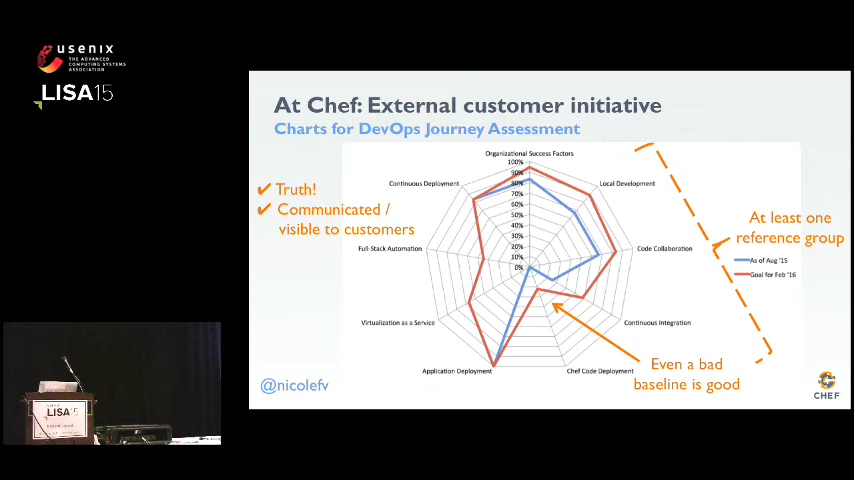 usenix
THE ADVANCED
COMPUTING SYSTEMS
ASSOCIATION
LISA15
At Chef: External customer initiative
Charts for DevOps Journey Assessment
✔ Truth!
✔ Communicated /
visible to customers
Organizational Success Factors
Local Development
Code Collaboration
Continuous Integration
Chef Code Deployment
Application Deployment
Virtualization as a Service
Full-Stack Automation
Continuous Deployment
100%
90%
80%
70%
60%
50%
40%
30%
20%
10%
0%
At least one
reference group
As of Aug '15
Goal for Feb '16
Even a bad
baseline is good
@nicolefv
CHEF
LISA15